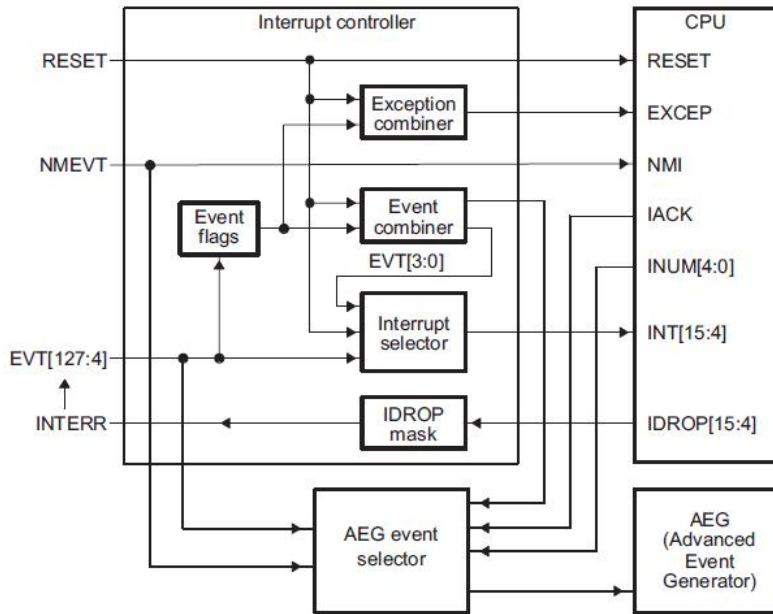 Interrupt controller
CPU
RESET
RESET
Exception
combiner
EXCEP
NMEVT
NMI
Event
flags
Event
combiner
IACK
EVT[3:0]
INUM[4:0]
Interrupt
selector
EVT[127:4]
INT[15:4]
INTERR
IDROP
mask
IDROP[15:4]
AEG event
selector
AEG
(Advanced
Event
Generator)